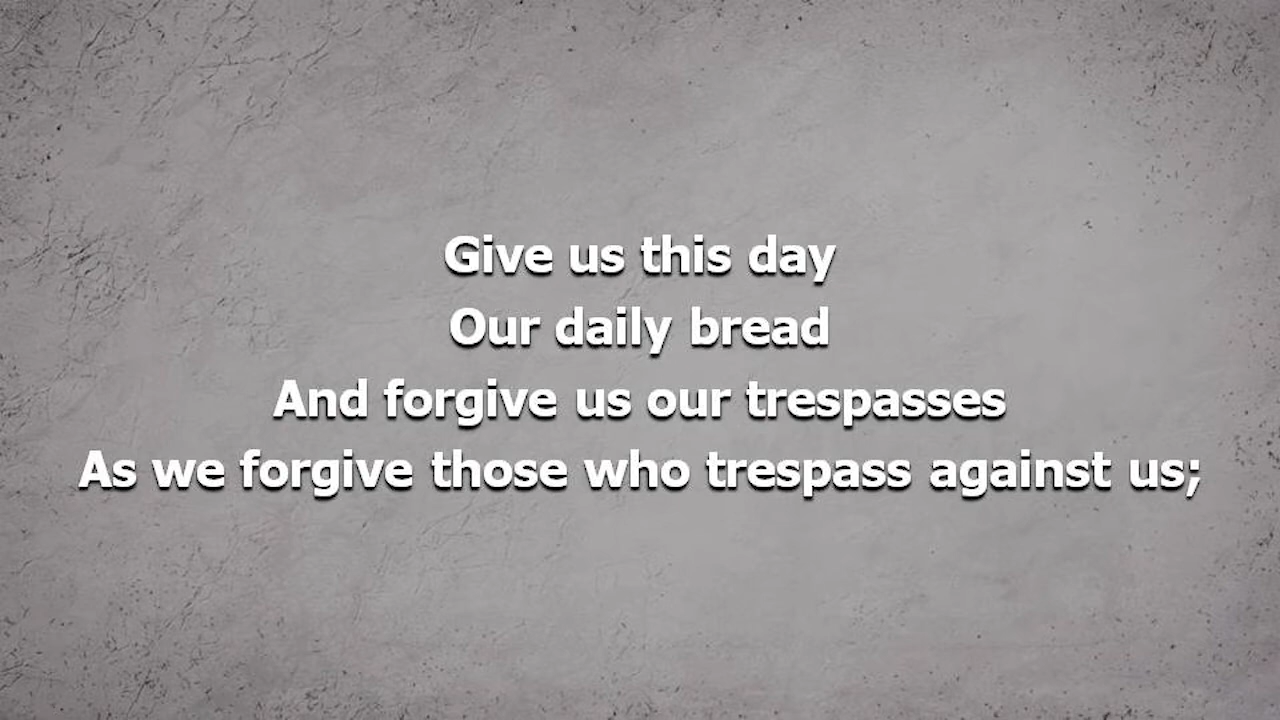 Give us this day
Our daily bread
And forgive us our trespasses
As we forgive those who trespass against us;